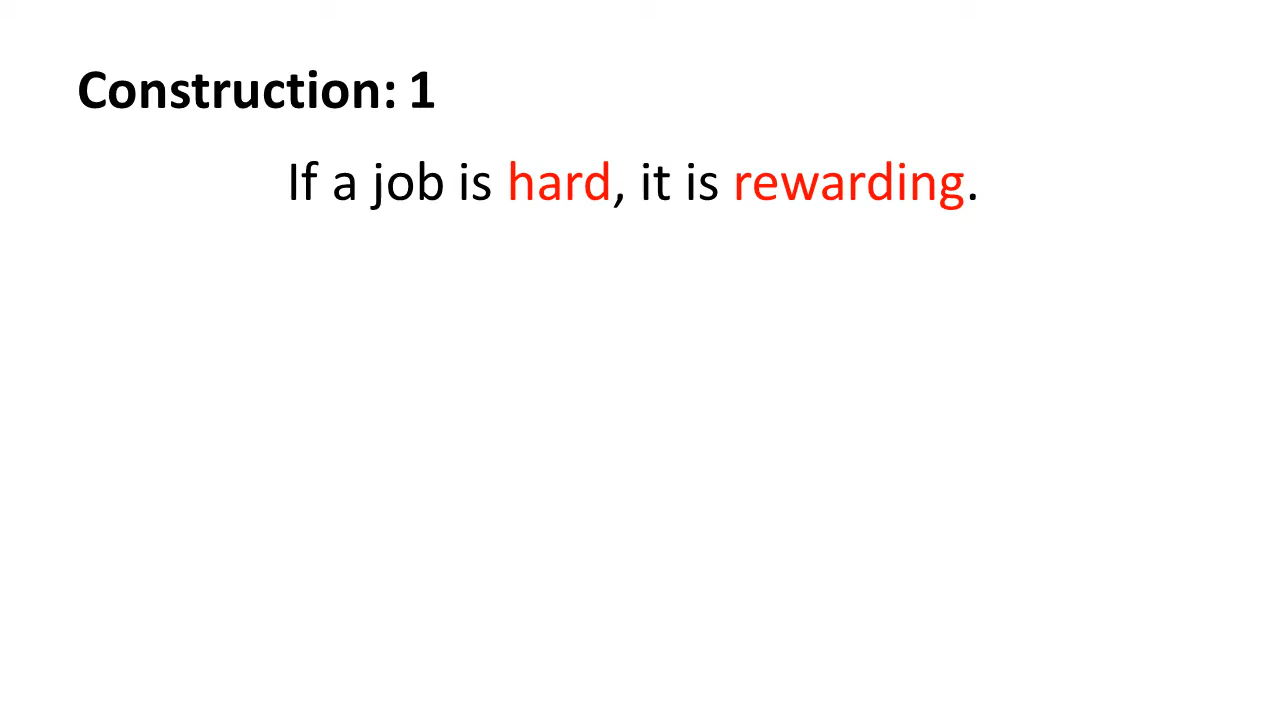 Construction: 1
If a job is hard, it is rewarding.